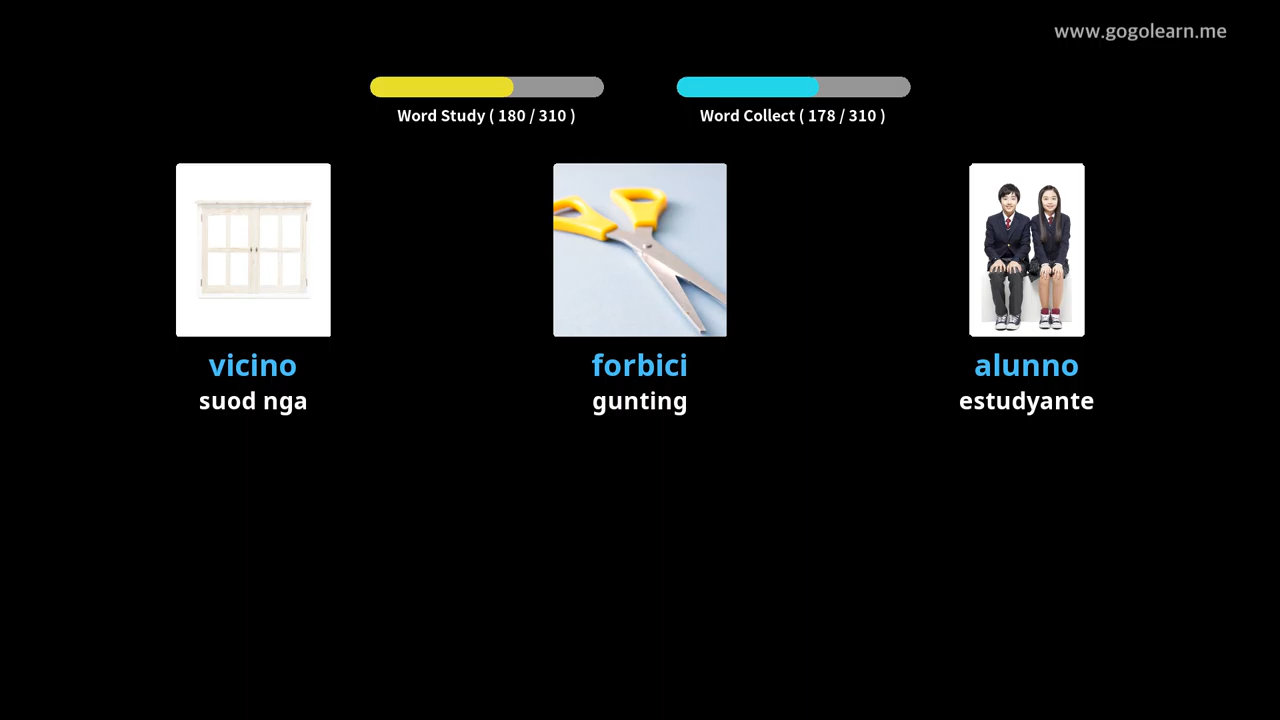 www.gogolearn.me
Word Study ( 180 / 310 )
Word Collect ( 178 / 310 )
vicino
suod nga
forbici
gunting
alunno
estudyante